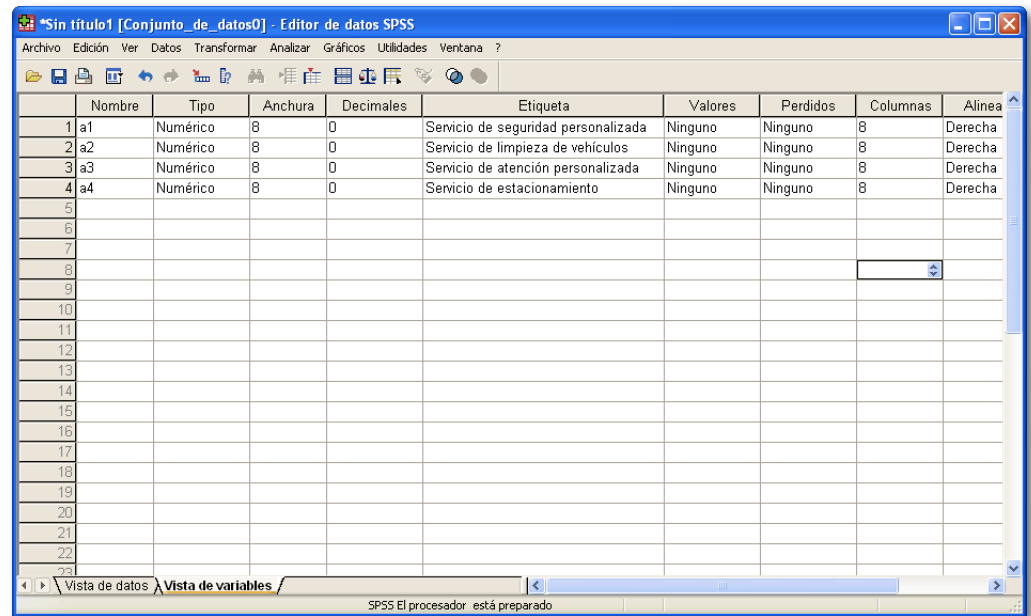 *Sin título1 [Conjunto_de_datos0] - Editor de datos SPSS
Archivo Edición Ver Datos Transformar Analizar Gráficos Utilidades Ventana ?
Nombre Tipo Anchura Decimales Etiqueta Valores Perdidos Columnas Alinea
1 a1 Numérico 8 0 Servicio de seguridad personalizada Ninguno Ninguno 8 Derecha
2 a2 Numérico 8 0 Servicio de limpieza de vehículos Ninguno Ninguno 8 Derecha
3 a3 Numérico 8 0 Servicio de atención personalizada Ninguno Ninguno 8 Derecha
4 a4 Numérico 8 0 Servicio de estacionamiento Ninguno Ninguno 8 Derecha
5
6
7
8
9
10
11
12
13
14
15
16
17
18
19
20
21
22
23
Vista de datos Vista de variables
SPSS El procesador está preparado